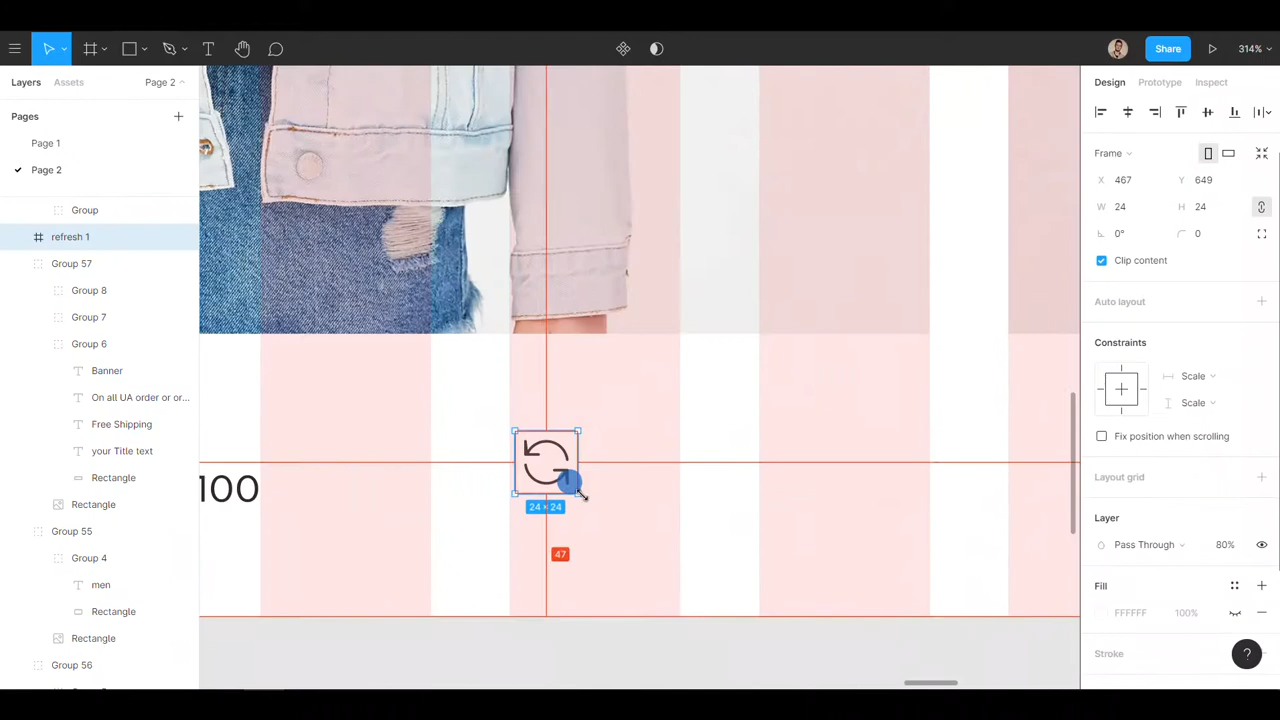 Share
314%
Layers
Assets
Page 2
Pages
Page 1
Page 2
Group
refresh 1
Group 57
Group 8
Group 7
Group 6
Banner
On all UA order or or...
Free Shipping
your Title text
Rectangle
Rectangle
Group 55
Group 4
men
Rectangle
Rectangle
Group 56
100
24 × 24
47
Design
Prototype
Inspect
Frame
X 467
Y 649
W 24
H 24
0°
0
Clip content
Auto layout
Constraints
Scale
Scale
Fix position when scrolling
Layout grid
Layer
Pass Through
80%
Fill
FFFFFF
100%
Stroke
?